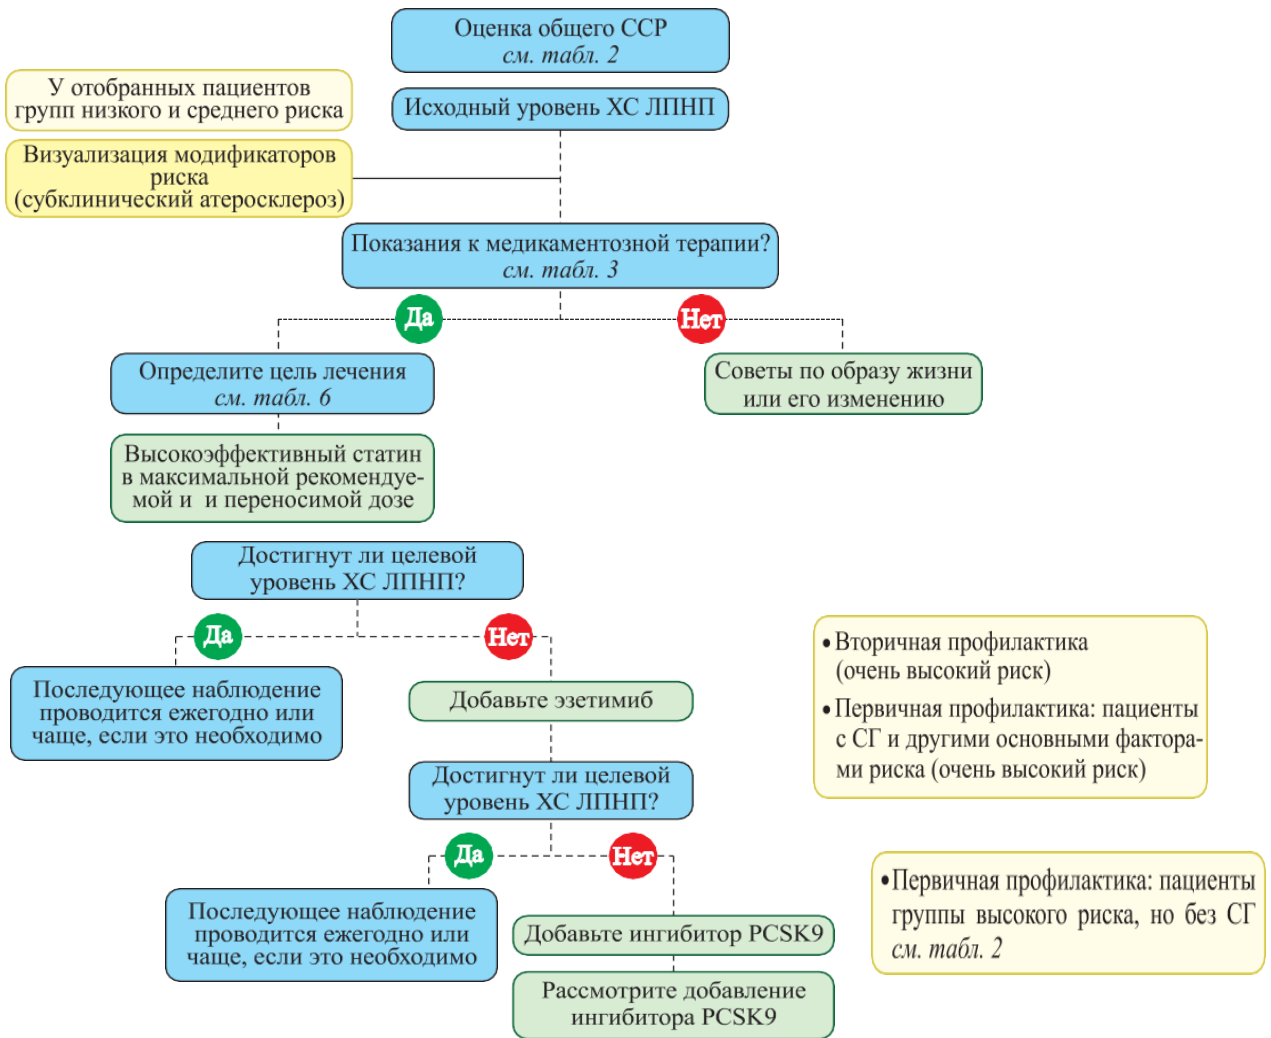 Оценка общего ССР
см. табл. 2
У отобранных пациентов
групп низкого и среднего риска
Исходный уровень ХС ЛПНП
Визуализация модификаторов
риска
(субклинический атеросклероз)
Показания к медикаментозной терапии?
см. табл. 3
Да
Нет
Определите цель лечения
см. табл. 6
Советы по образу жизни
или его изменению
Высокоэффективный статин
в максимальной рекомендуе-
мой и и переносимой дозе
Достигнут ли целевой
уровень ХС ЛПНП?
Да
Нет
Последующее наблюдение
проводится ежегодно или
чаще, если это необходимо
Добавьте эзетимиб
• Вторичная профилактика
(очень высокий риск)
• Первичная профилактика: пациенты
с СГ и другими основными фактора-
ми риска (очень высокий риск)
Достигнут ли целевой
уровень ХС ЛПНП?
Да
Нет
Последующее наблюдение
проводится ежегодно или
чаще, если это необходимо
Добавьте ингибитор PCSK9
Рассмотрите добавление
ингибитора PCSK9
• Первичная профилактика: пациенты
группы высокого риска, но без СГ
см. табл. 2